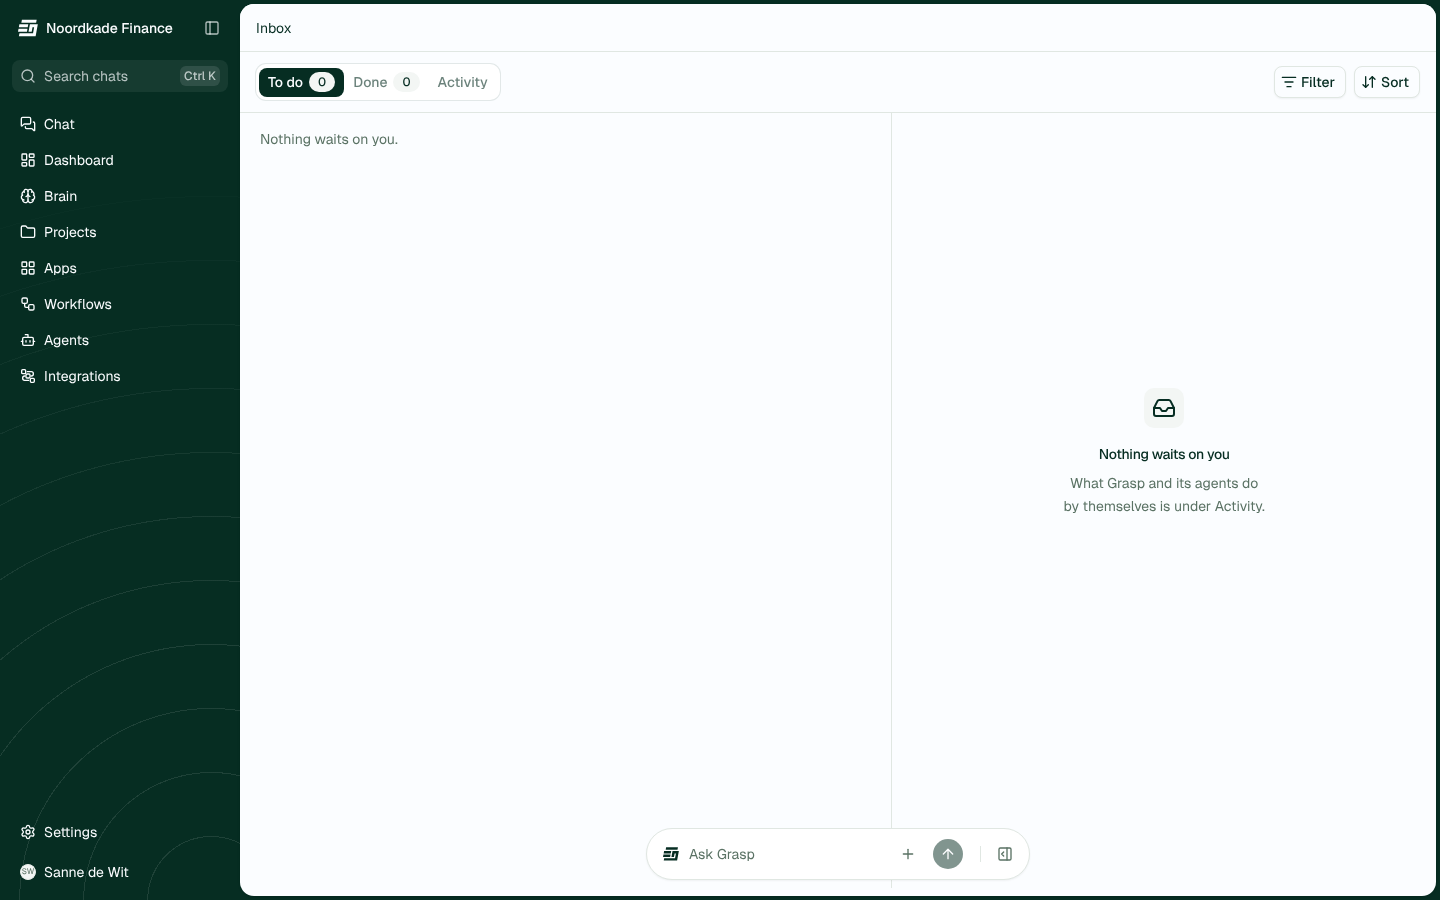 Noordkade Finance
Search chats
Ctrl K
Chat
Dashboard
Brain
Projects
Apps
Workflows
Agents
Integrations
Settings
SW
Sanne de Wit
Inbox
To do 0
Done 0
Activity
Filter
Sort
Nothing waits on you.
Nothing waits on you
What Grasp and its agents do
by themselves is under Activity.
Ask Grasp